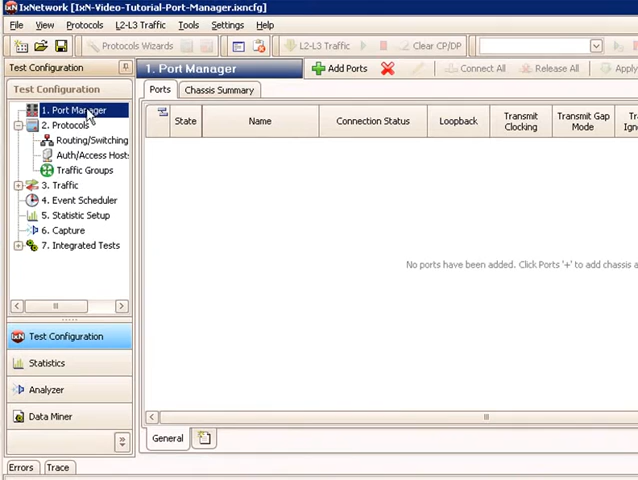 IxNetwork [IxN-Video-Tutorial-Port-Manager.ixncfg]
File View Protocols L2-L3 Traffic Tools Settings Help
Protocols Wizards L2-L3 Traffic Clear CP/DP
Test Configuration 1. Port Manager Add Ports Connect All Release All Apply
Test Configuration Ports Chassis Summary
1. Port Manager
2. Protocols
Routing/Switching
Auth/Access Hosts
Traffic Groups
3. Traffic
4. Event Scheduler
5. Statistic Setup
6. Capture
7. Integrated Tests
State Name Connection Status Loopback Transmit Clocking Transmit Gap Mode Ign
No ports have been added. Click Ports '+' to add chassis a
Test Configuration
Statistics
Analyzer
Data Miner
General
Errors Trace